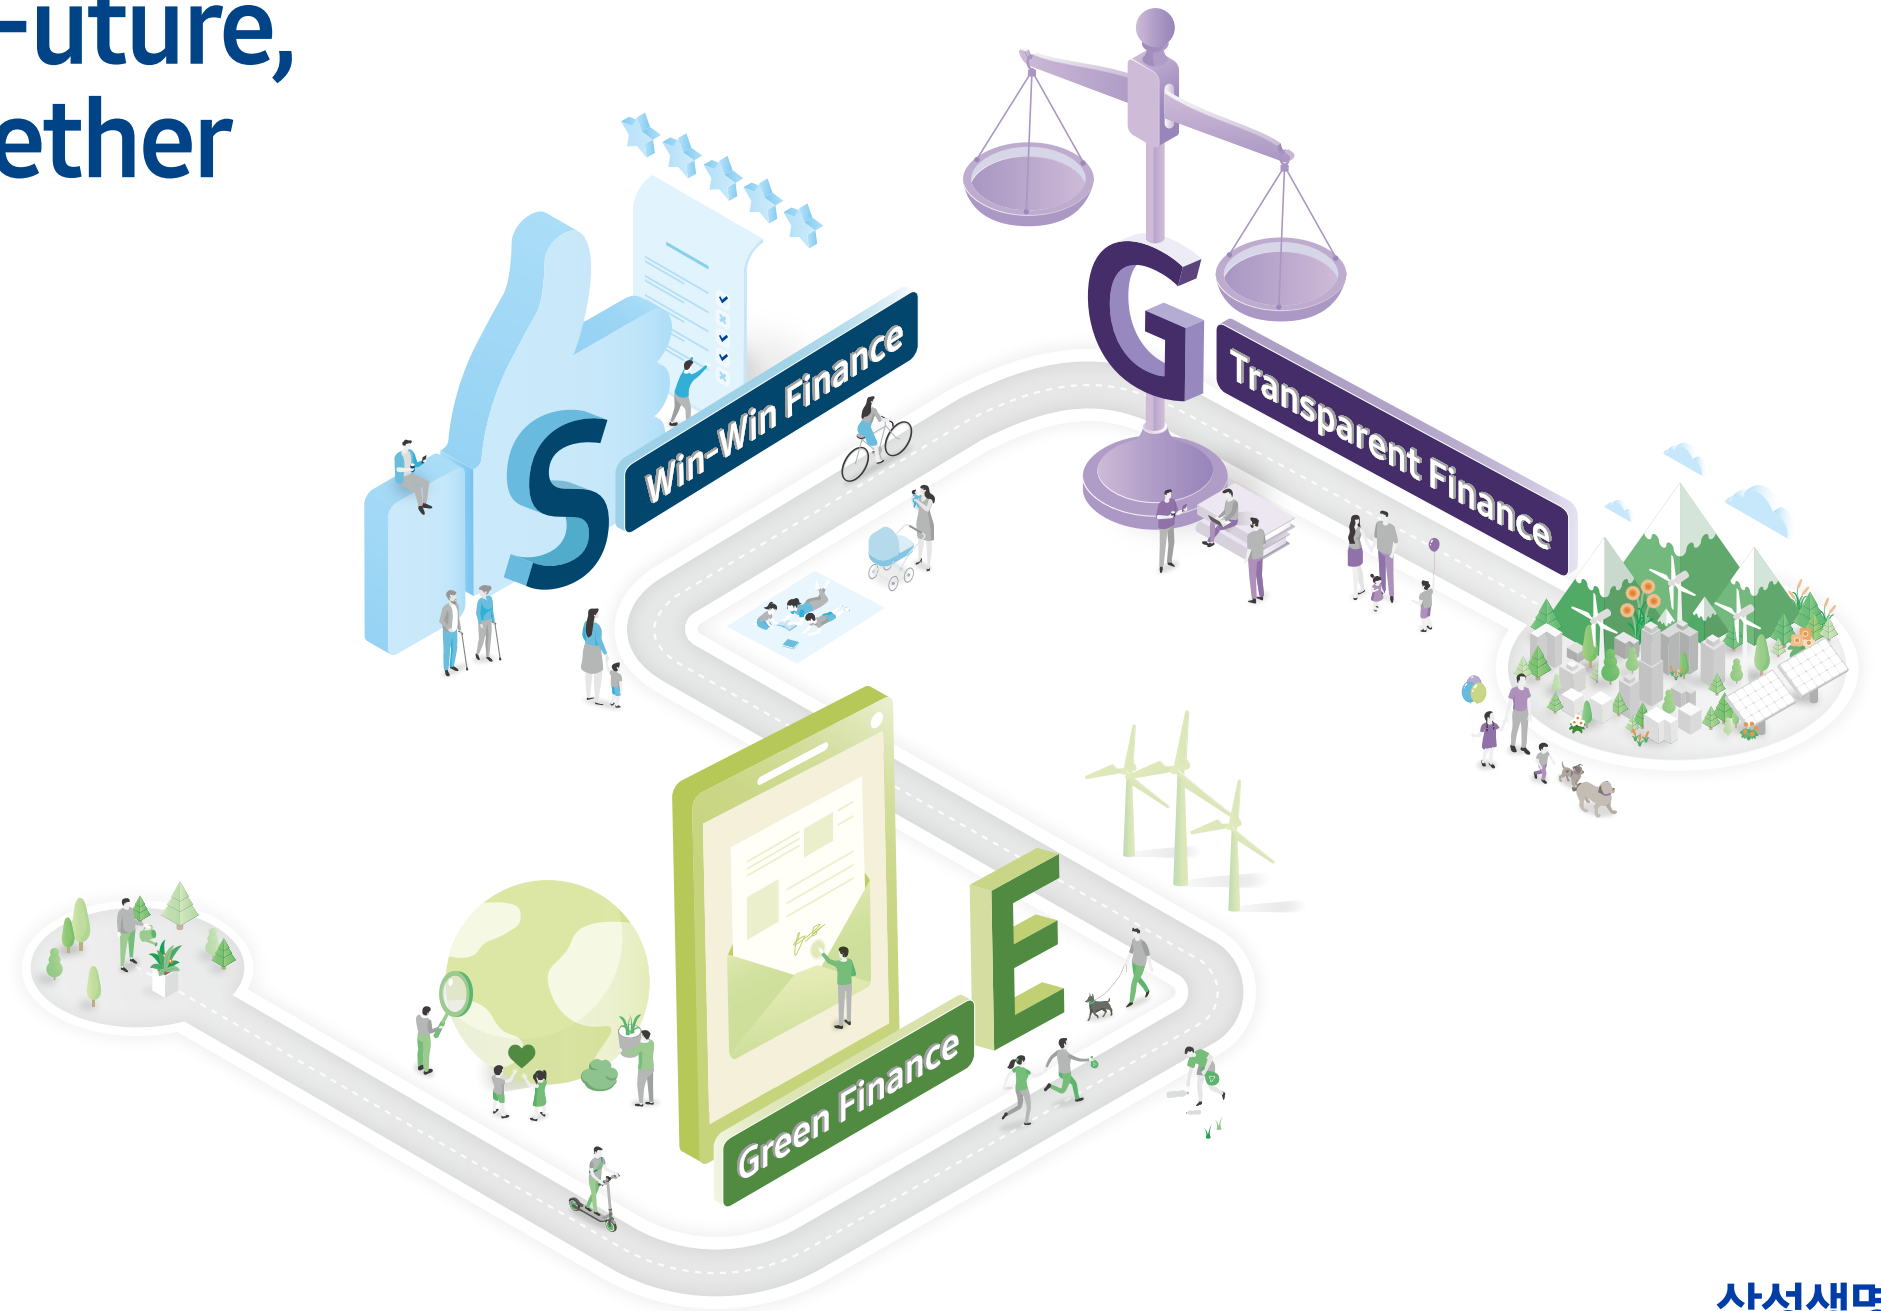 -uture,
ether
S
Win-Win Finance
G
Transparent Finance
E
Green Finance